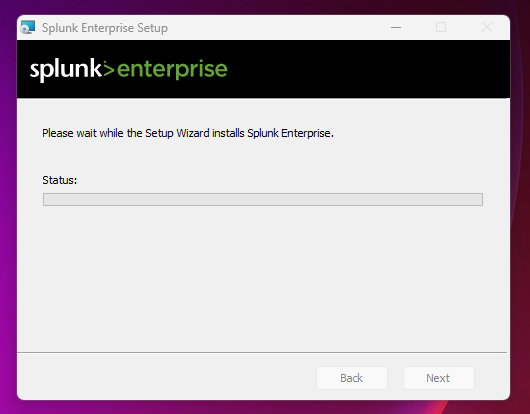 Splunk Enterprise Setup
splunk>enterprise
Please wait while the Setup Wizard installs Splunk Enterprise.
Status:
Back
Next